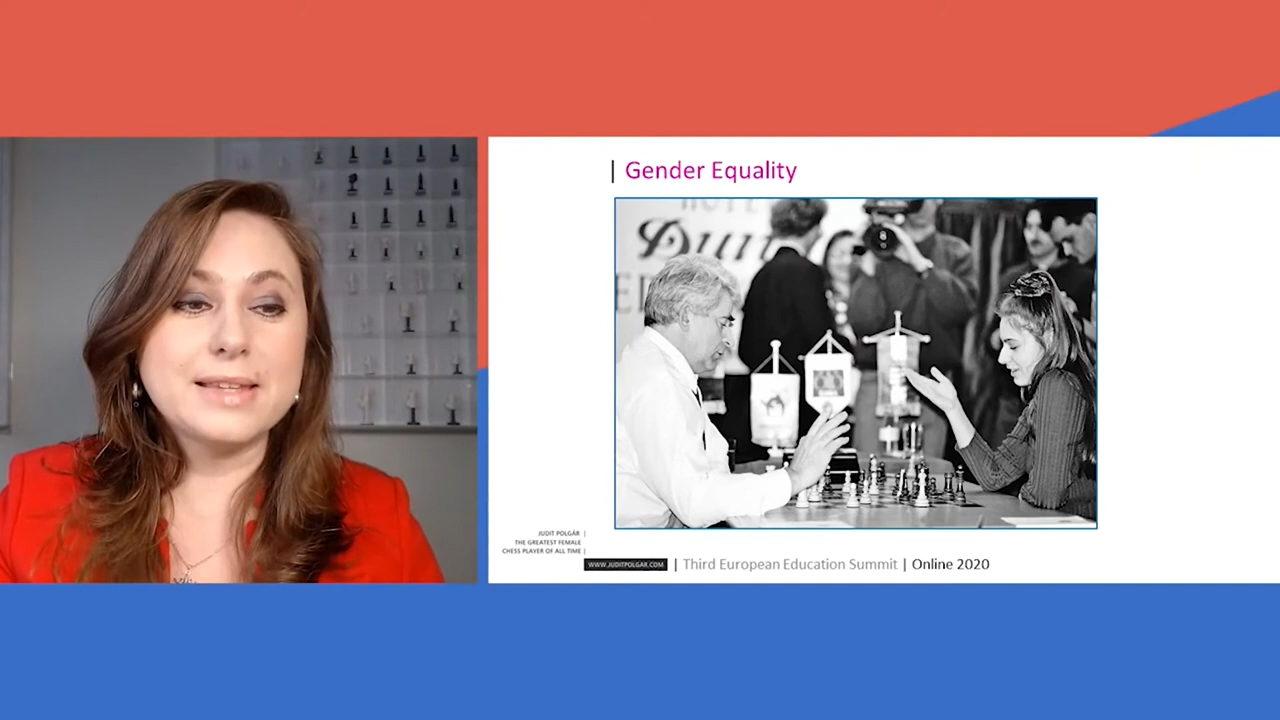 Gender Equality
JUDIT POLGÁR
THE GREATEST FEMALE
CHESS PLAYER OF ALL TIME
WWW.JUDITPOLGAR.COM | Third European Education Summit | Online 2020